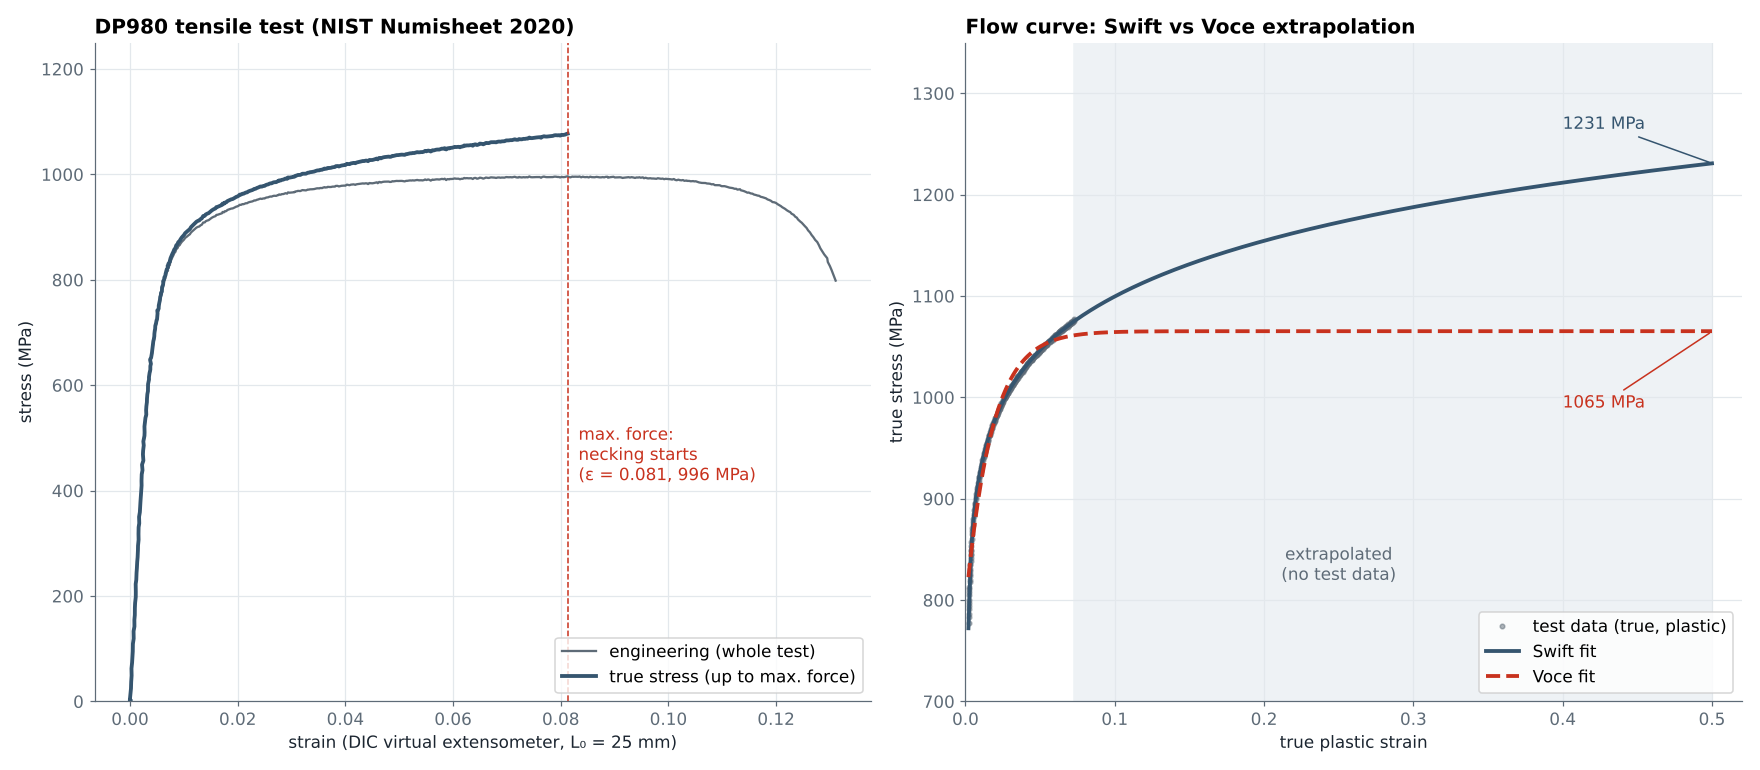 DP980 tensile test (NIST Numisheet 2020)
1200
1000
800
600
400
200
0
stress (MPa)
max. force:
necking starts
(ε = 0.081, 996 MPa)
engineering (whole test)
true stress (up to max. force)
0.00 0.02 0.04 0.06 0.08 0.10 0.12
strain (DIC virtual extensometer, L₀ = 25 mm)
Flow curve: Swift vs Voce extrapolation
1300
1200
1100
1000
900
800
700
true stress (MPa)
1231 MPa
1065 MPa
extrapolated
(no test data)
test data (true, plastic)
Swift fit
Voce fit
0.0 0.1 0.2 0.3 0.4 0.5
true plastic strain